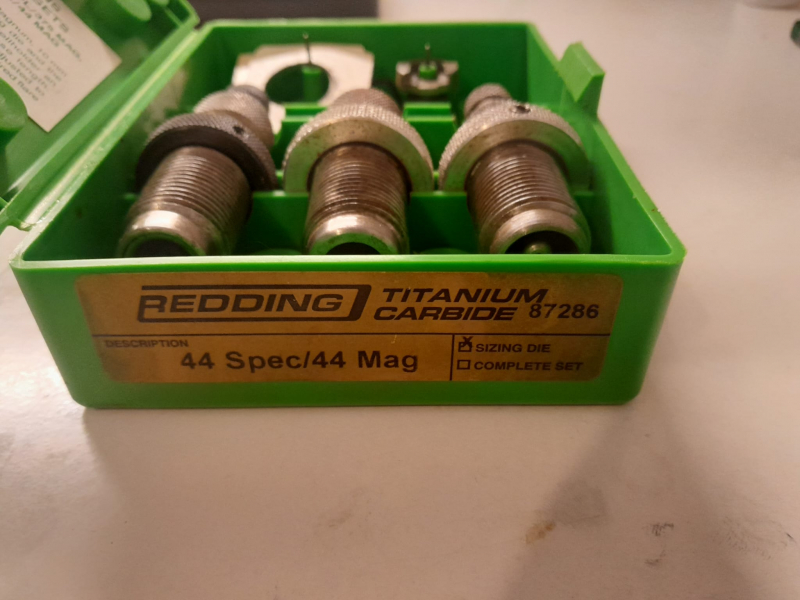 REDDING
TITANIUM
CARBIDE 87286
DESCRIPTION
44 Spec/44 Mag
X SIZING DIE
COMPLETE SET